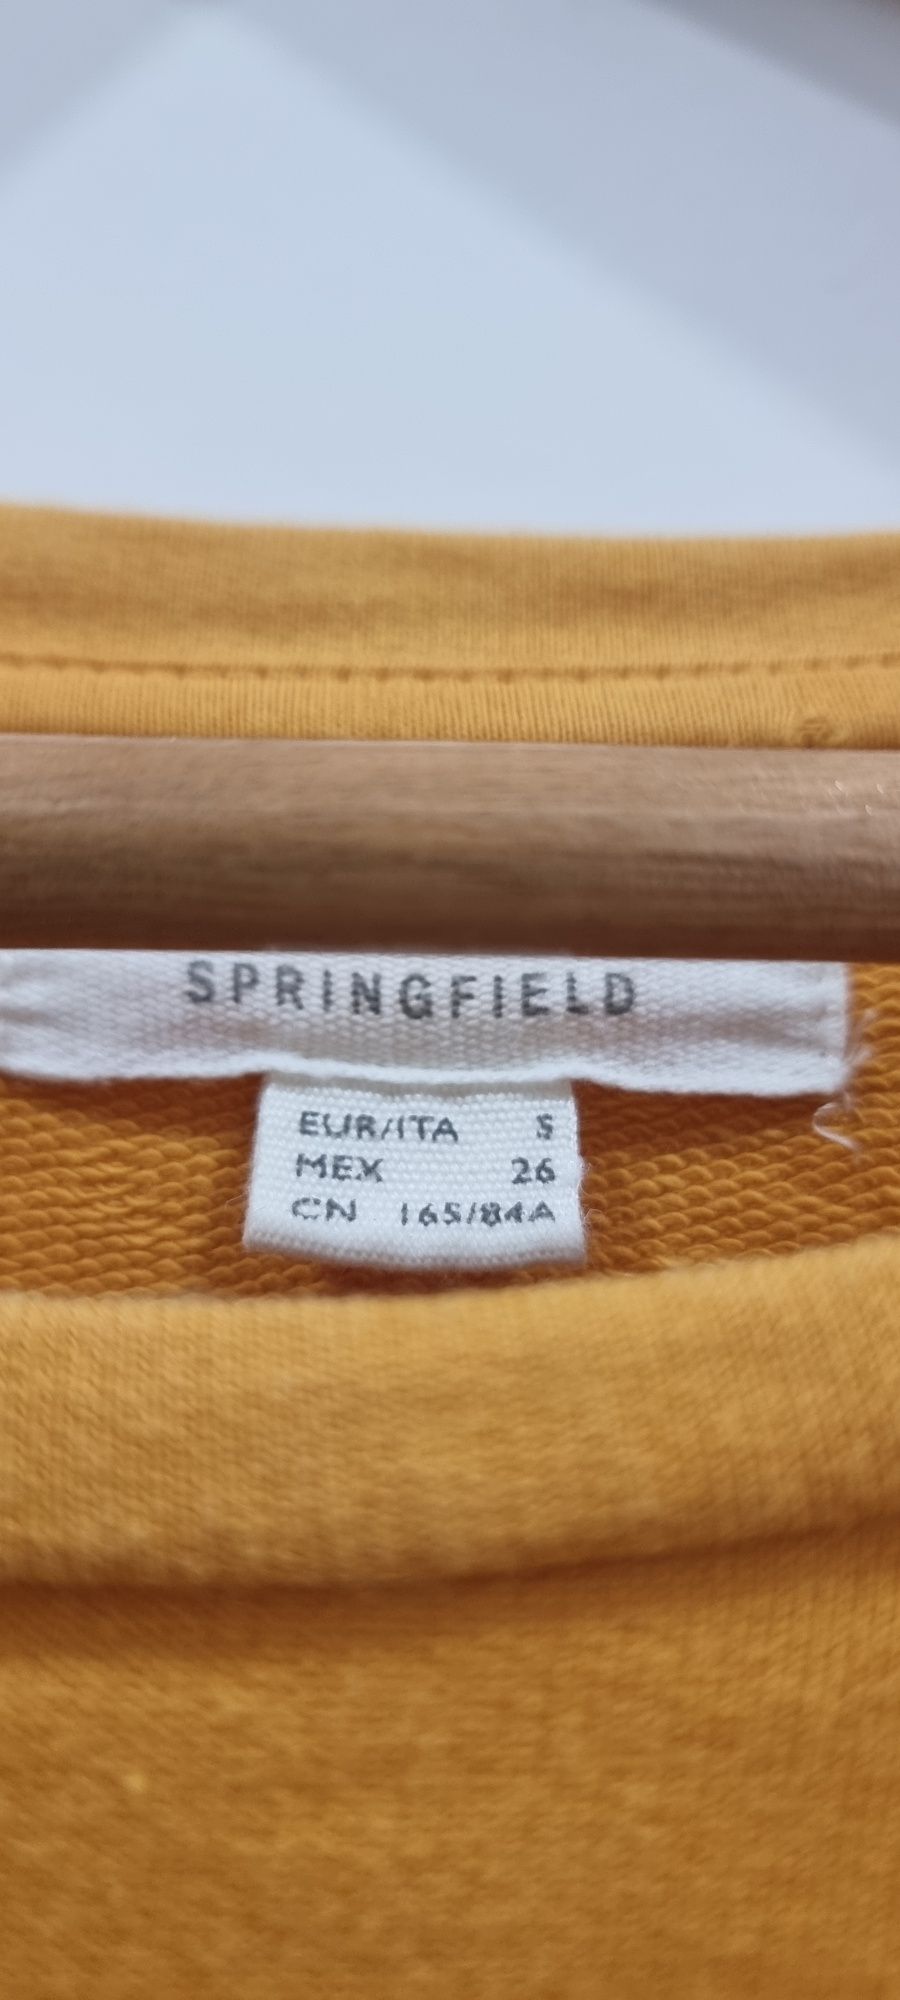 SPRINGFIELD
EUR/ITA S
MEX 26
CN 165/84A